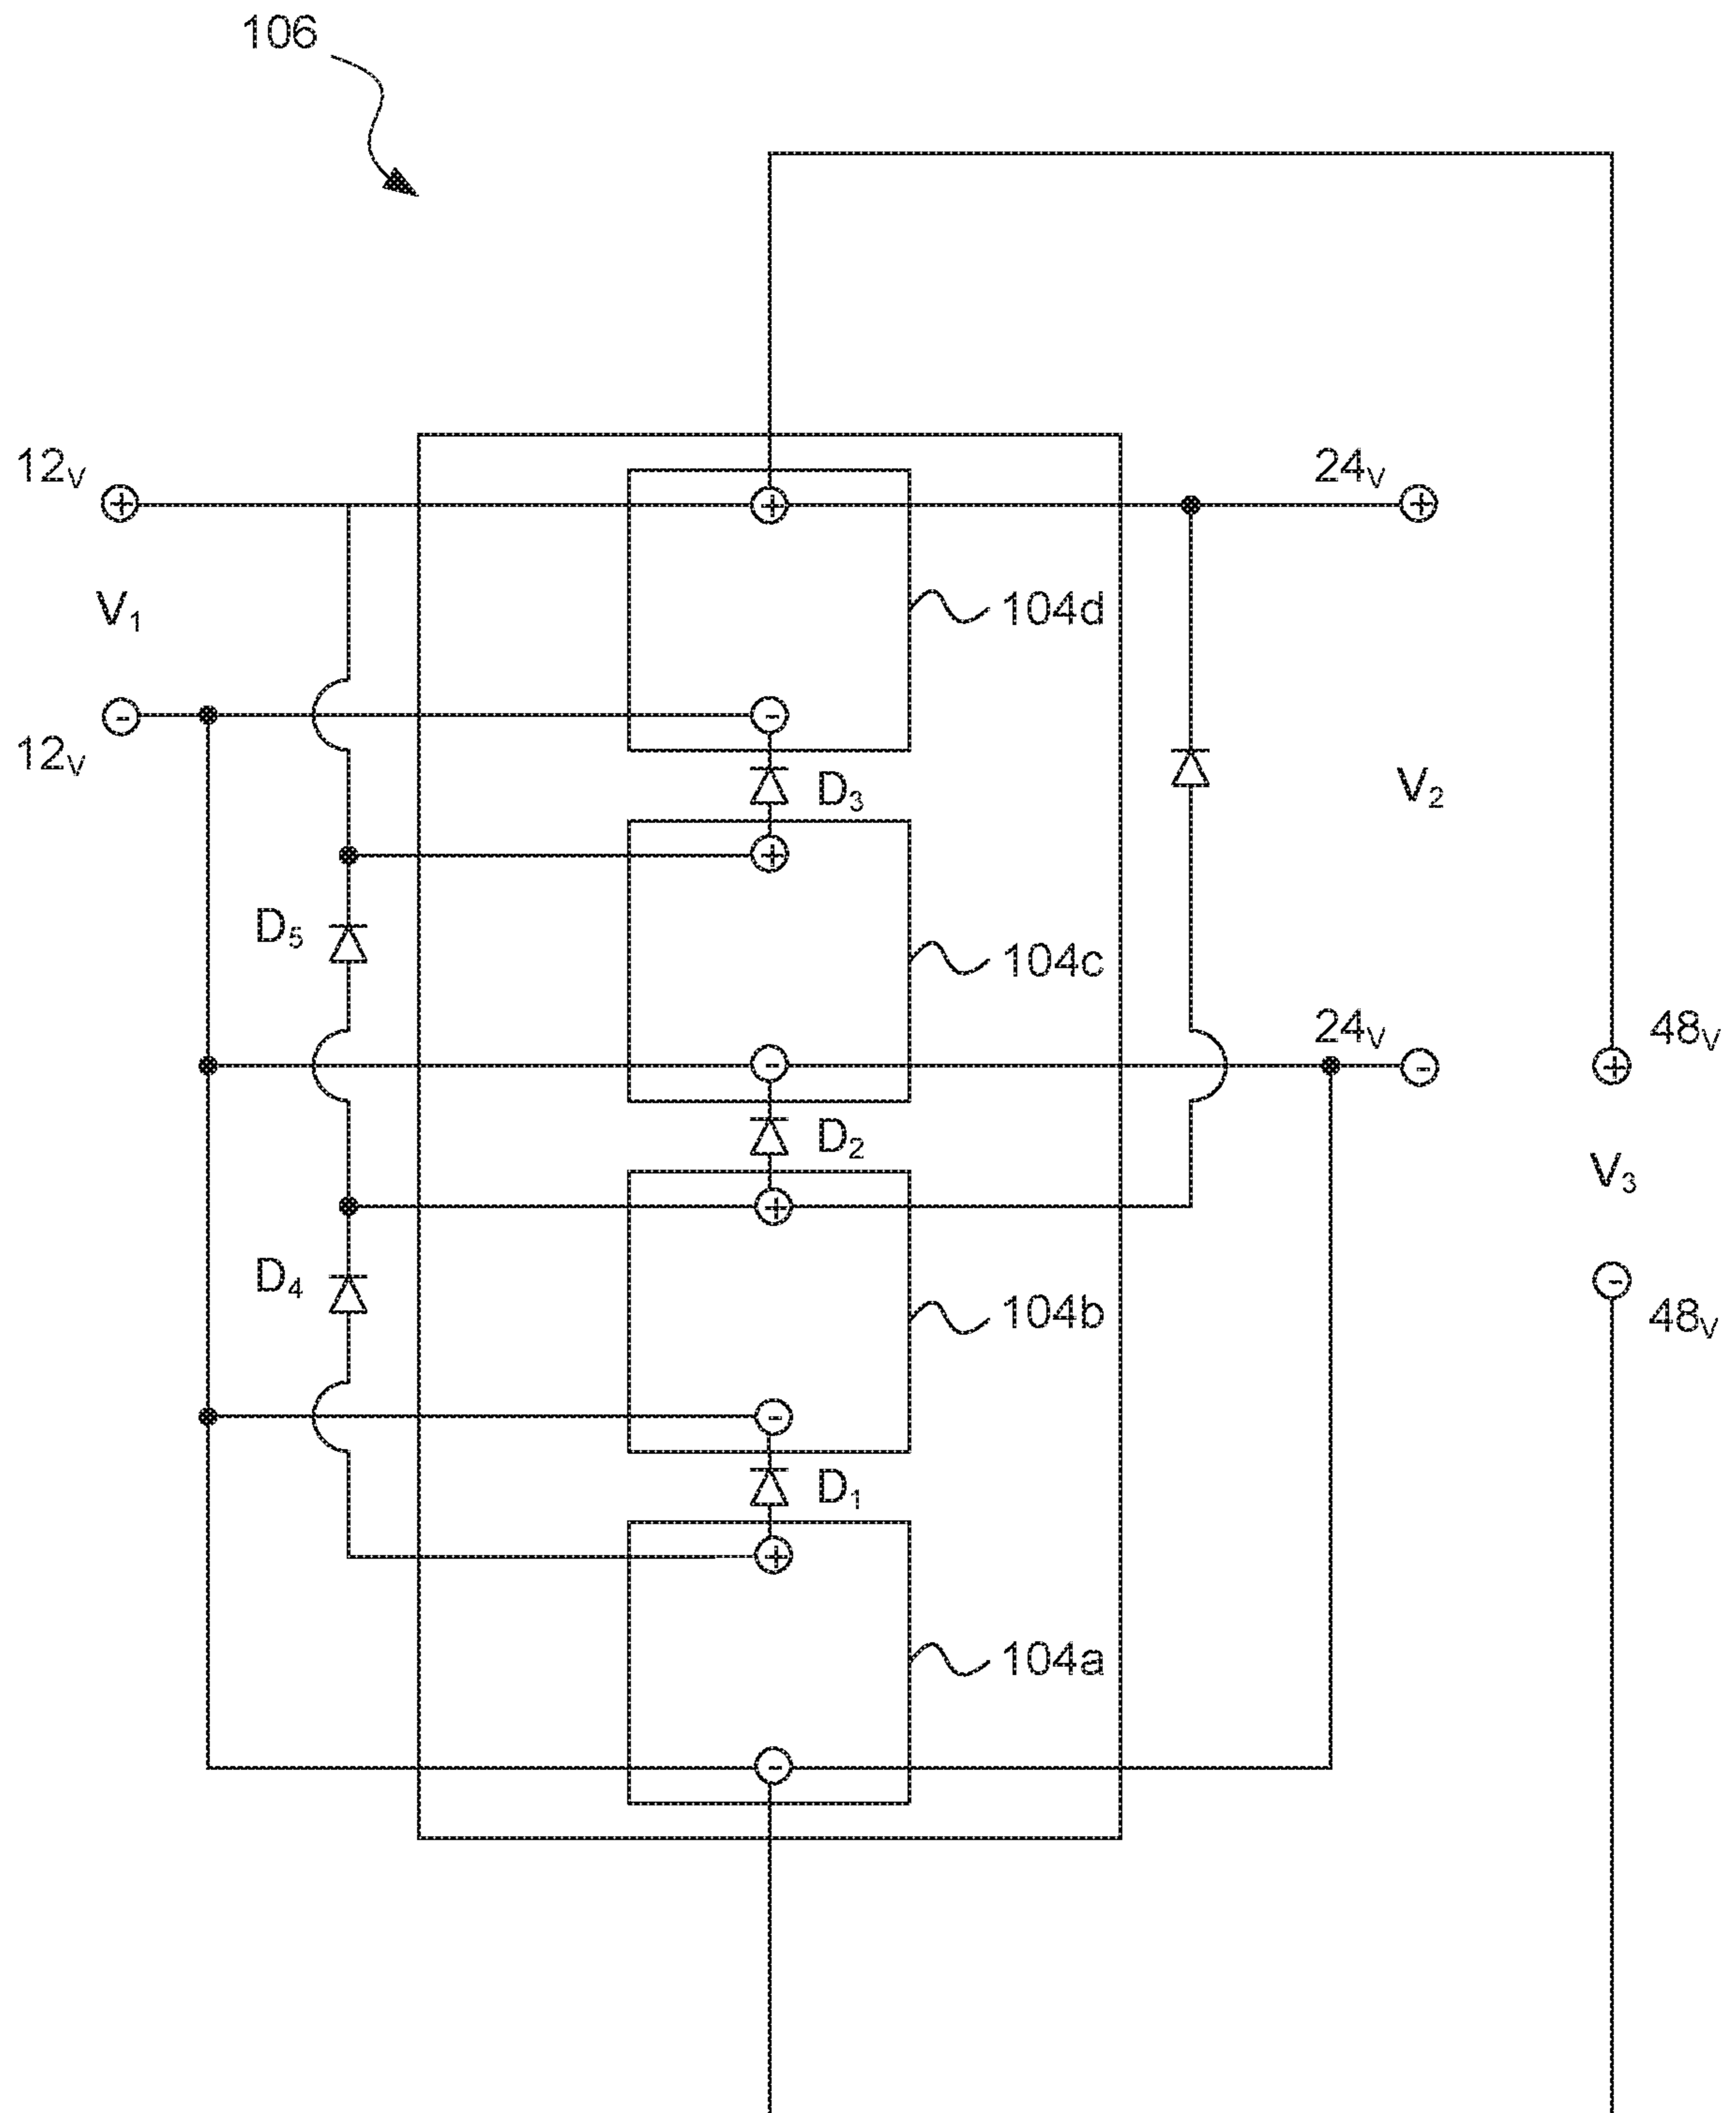 106
12V
24V
+
+
+
V1
104d
-
-
12V
D3
V2
+
D5
104c
24V
48V
-
-
+
D2
V3
+
D4
104b
-
48V
-
D1
+
104a
-